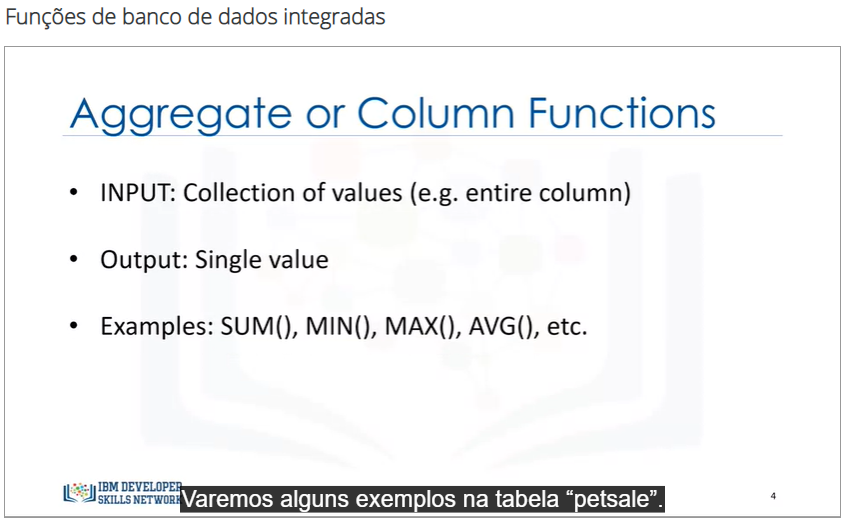 Funções de banco de dados integradas
Aggregate or Column Functions
• INPUT: Collection of values (e.g. entire column)
• Output: Single value
• Examples: SUM(), MIN(), MAX(), AVG(), etc.
IBM DEVELOPER
SKILLS NETWORK
Varemos alguns exemplos na tabela “petsale”.
4